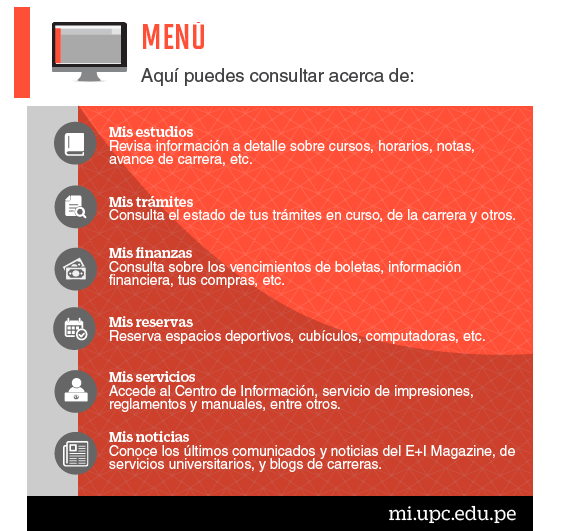 MENÚ
Aquí puedes consultar acerca de:
Mis estudios
Revisa información a detalle sobre cursos, horarios, notas,
avance de carrera, etc.
Mis trámites
Consulta el estado de tus trámites en curso, de la carrera y otros.
Mis finanzas
Consulta sobre los vencimientos de boletas, información
financiera, tus compras, etc.
Mis reservas
Reserva espacios deportivos, cubículos, computadoras, etc.
Mis servicios
Accede al Centro de Información, servicio de impresiones,
reglamentos y manuales, entre otros.
Mis noticias
Conoce los últimos comunicados y noticias del E+I Magazine, de
servicios universitarios, y blogs de carreras.
mi.upc.edu.pe